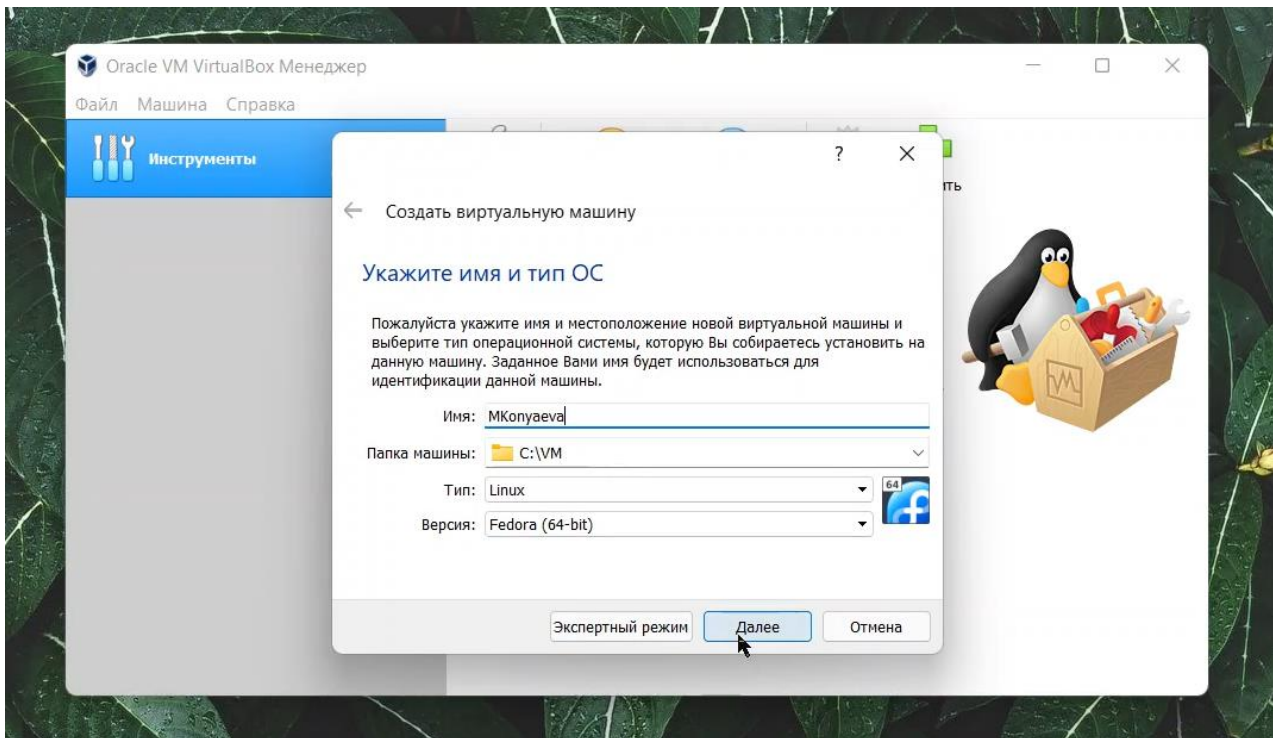 Oracle VM VirtualBox Менеджер
Файл Машина Справка
Инструменты
?
ить
Создать виртуальную машину
Укажите имя и тип ОС
Пожалуйста укажите имя и местоположение новой виртуальной машины и
выберите тип операционной системы, которую Вы собираетесь установить на
данную машину. Заданное Вами имя будет использоваться для
идентификации данной машины.
Имя: MKonyaeva
Папка машины: C:\VM
Тип: Linux
64
Версия: Fedora (64-bit)
Экспертный режим Далее Отмена